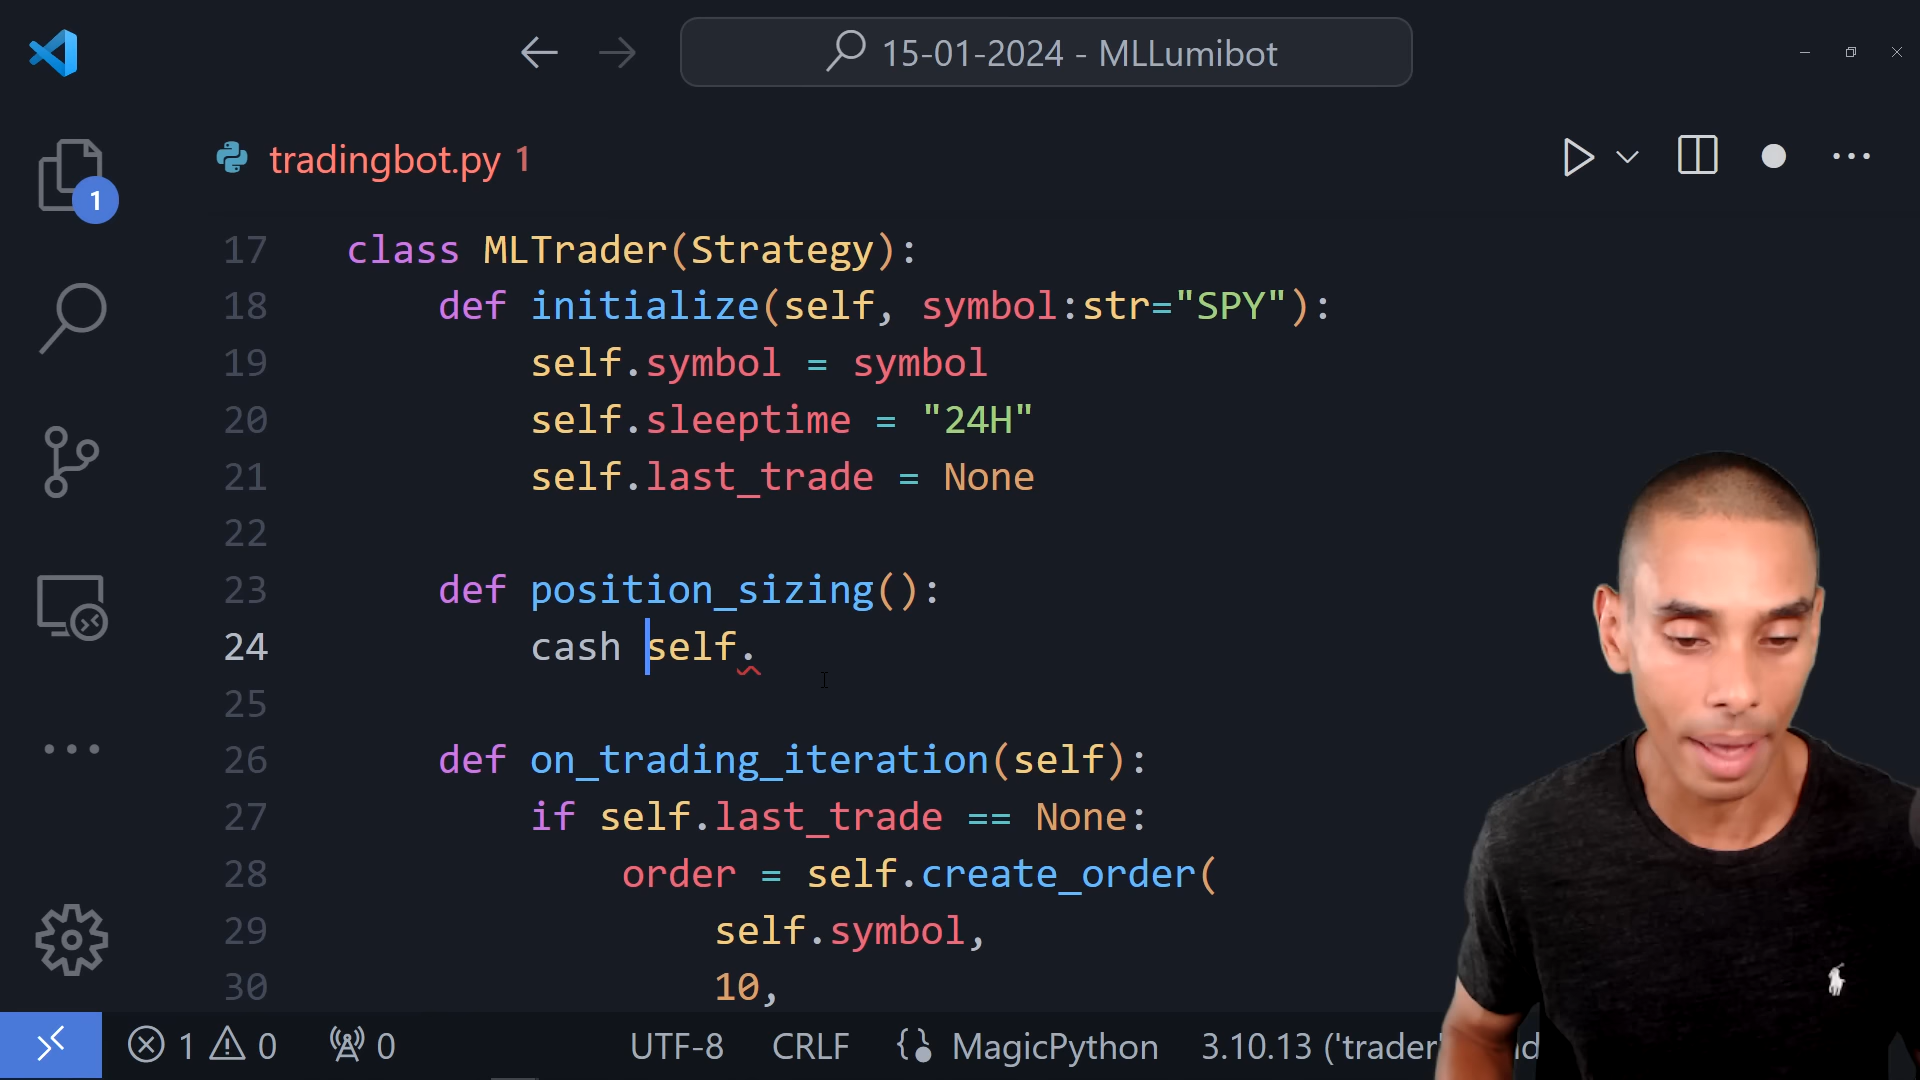 15-01-2024 - MLLumibot
tradingbot.py 1
1
17 class MLTrader(Strategy):
18 def initialize(self, symbol:str="SPY"):
19 self.symbol = symbol
20 self.sleeptime = "24H"
21 self.last_trade = None
22
23 def position_sizing():
24 cash self.
25
26 def on_trading_iteration(self):
27 if self.last_trade == None:
28 order = self.create_order(
29 self.symbol,
30 10,
1 0 0 UTF-8 CRLF MagicPython 3.10.13 ('trader'